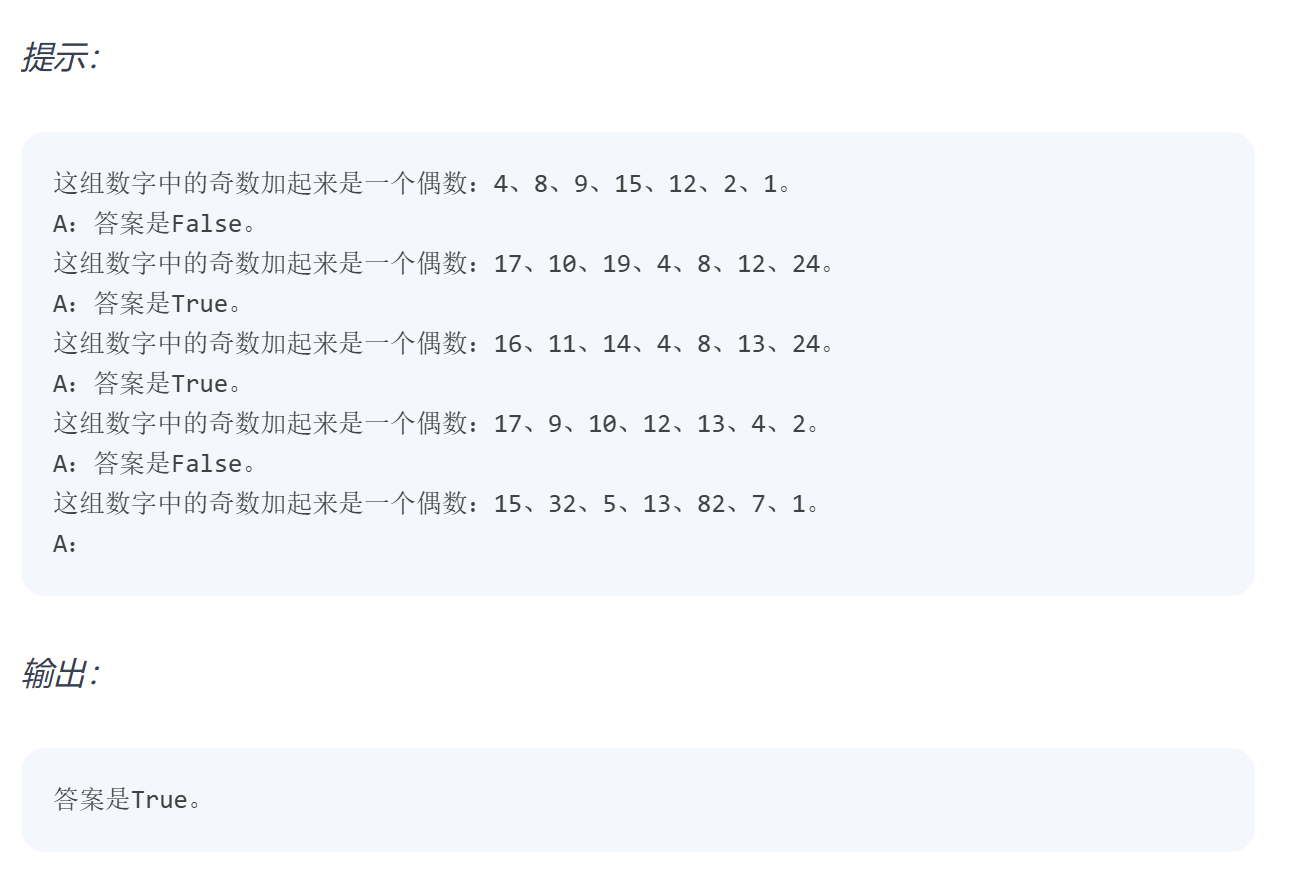 提示：
这组数字中的奇数加起来是一个偶数：4、8、9、15、12、2、1。
A：答案是False。
这组数字中的奇数加起来是一个偶数：17、10、19、4、8、12、24。
A：答案是True。
这组数字中的奇数加起来是一个偶数：16、11、14、4、8、13、24。
A：答案是True。
这组数字中的奇数加起来是一个偶数：17、9、10、12、13、4、2。
A：答案是False。
这组数字中的奇数加起来是一个偶数：15、32、5、13、82、7、1。
A：
输出：
答案是True。